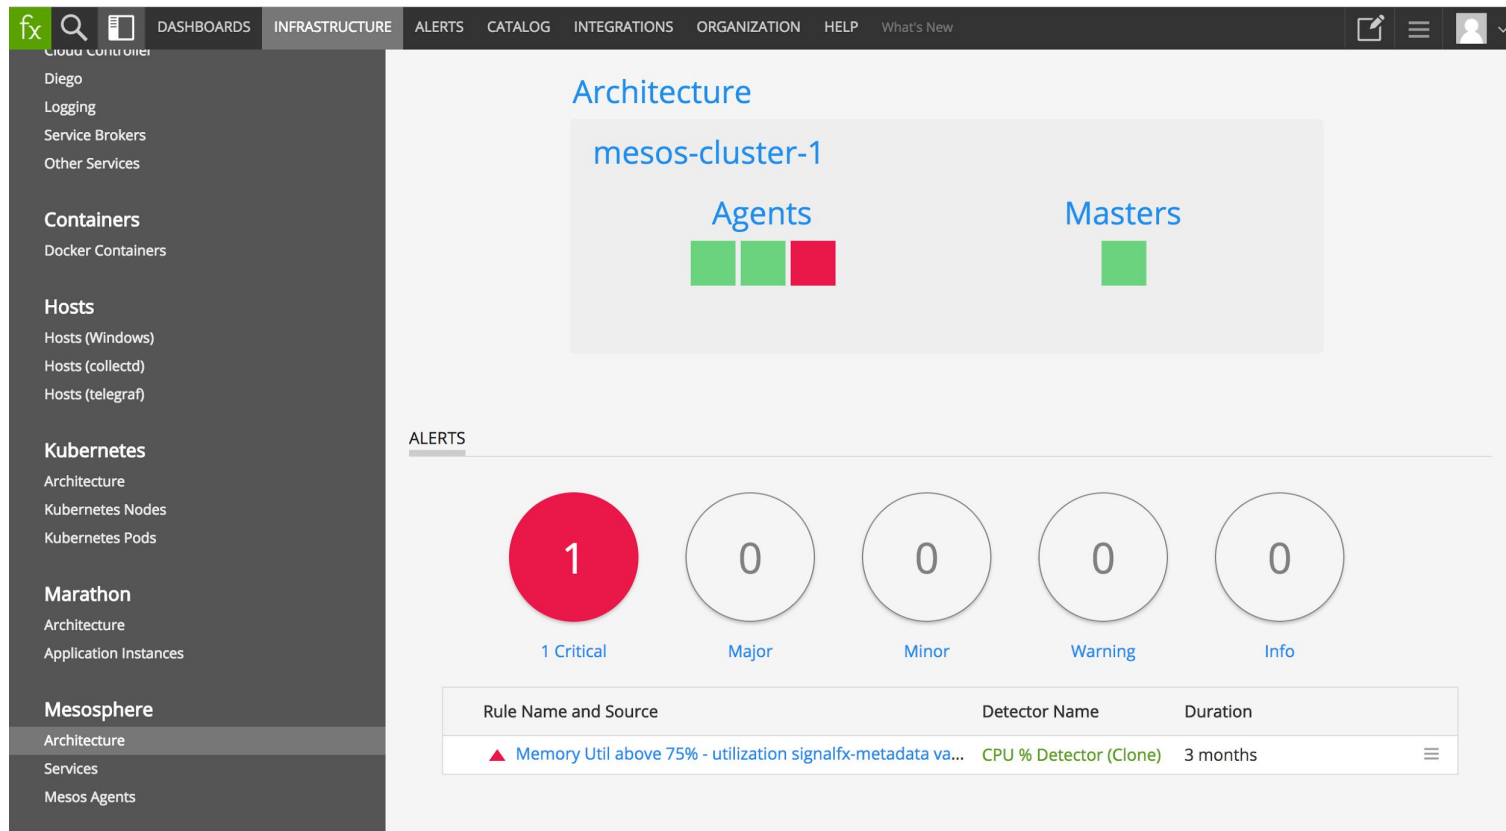 fx DASHBOARDS INFRASTRUCTURE ALERTS CATALOG INTEGRATIONS ORGANIZATION HELP What's New
Cloud Controller
Diego
Logging
Service Brokers
Other Services
Containers
Docker Containers
Hosts
Hosts (Windows)
Hosts (collectd)
Hosts (telegraf)
Kubernetes
Architecture
Kubernetes Nodes
Kubernetes Pods
Marathon
Architecture
Application Instances
Mesosphere
Architecture
Services
Mesos Agents
Architecture
mesos-cluster-1
Agents Masters
ALERTS
1 0 0 0 0
1 Critical Major Minor Warning Info
Rule Name and Source Detector Name Duration
Memory Util above 75% - utilization signalfx-metadata va... CPU % Detector (Clone) 3 months